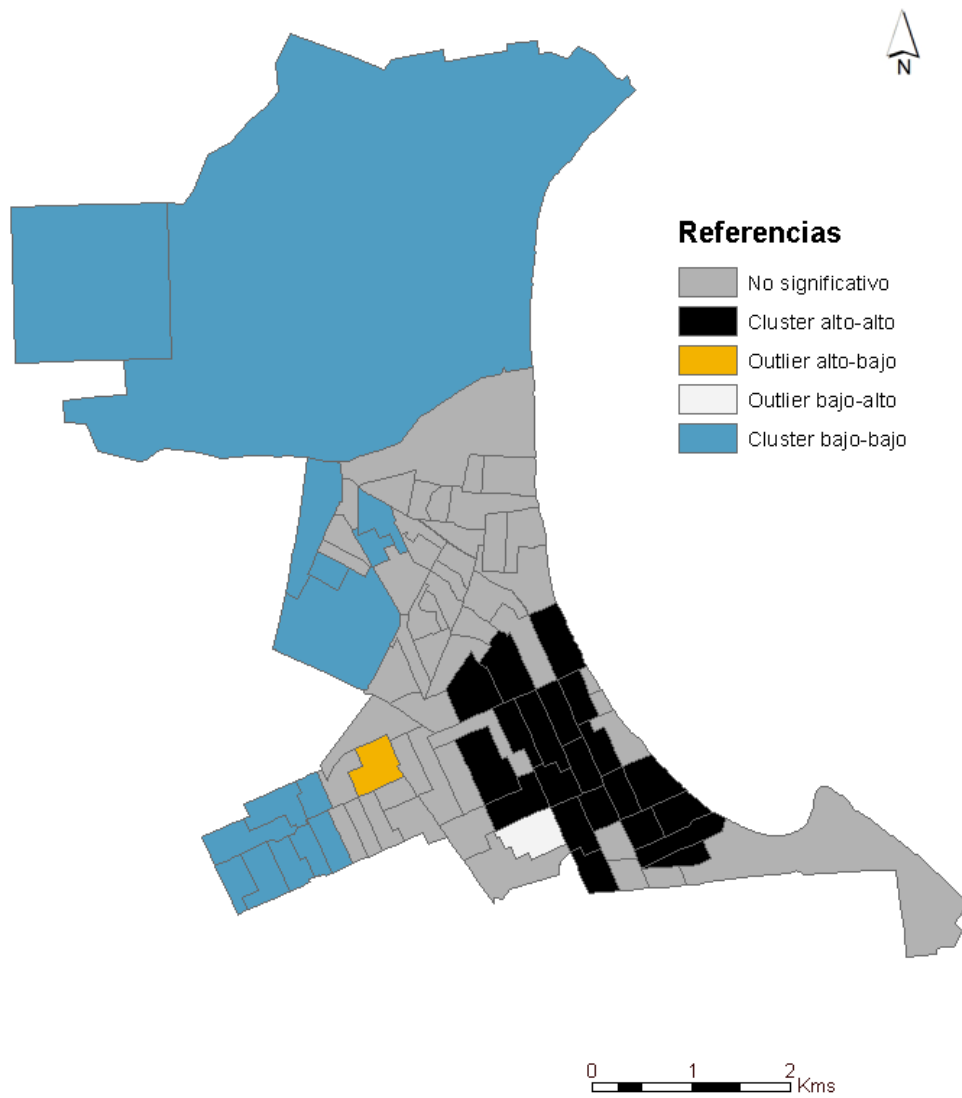 N
Referencias
No significativo
Cluster alto-alto
Outlier alto-bajo
Outlier bajo-alto
Cluster bajo-bajo
0 1 2
Kms